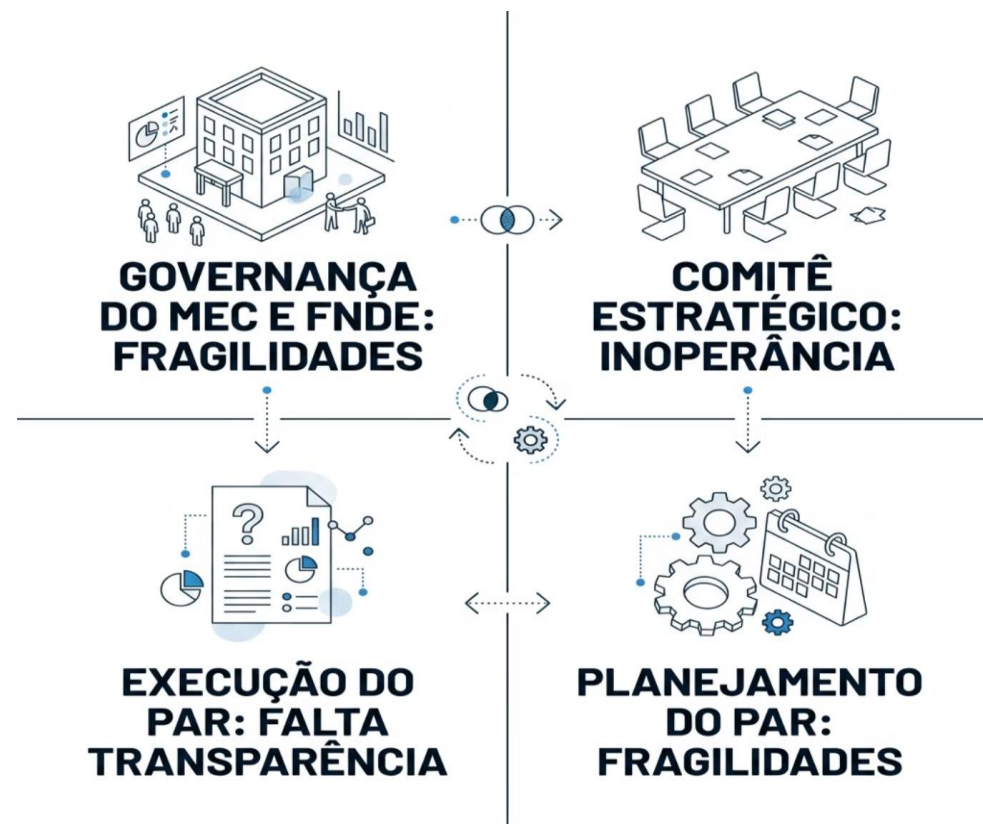 GOVERNANÇA
DO MEC E FNDE:
FRAGILIDADES
COMITÊ
ESTRATÉGICO:
INOPERÂNCIA
?
EXECUÇÃO DO
PAR: FALTA
TRANSPARÊNCIA
PLANEJAMENTO
DO PAR:
FRAGILIDADES